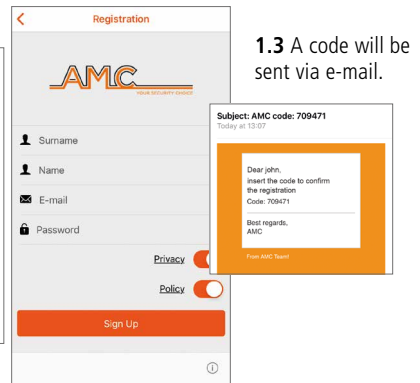 Registration
AMC
YOUR SECURITY CHOICE
Surname
Name
E-mail
Password
Privacy
Policy
Sign Up
1.3 A code will be
sent via e-mail.
Subject: AMC code: 709471
Today at 13:07
Dear john,
insert the code to confirm
the registration
Code: 709471
Best regards,
AMC
From AMC Team!